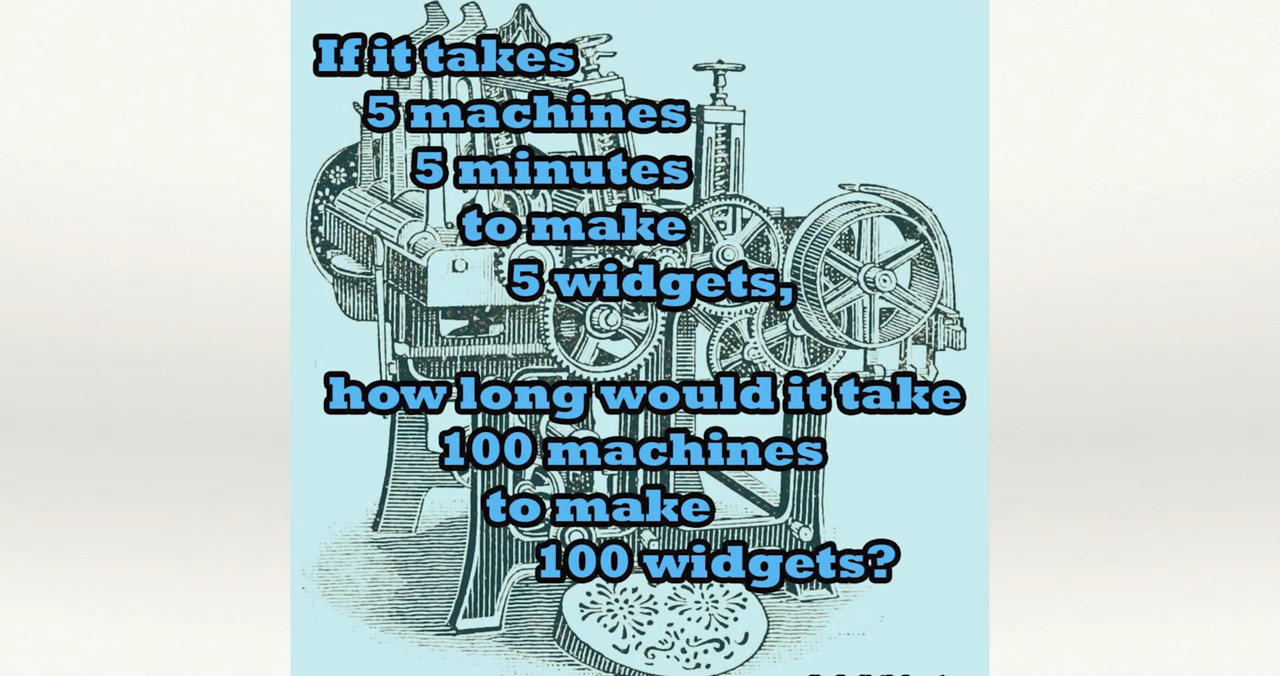 If it takes
5 machines
5 minutes
to make
5 widgets,
how long would it take
100 machines
to make
100 widgets?